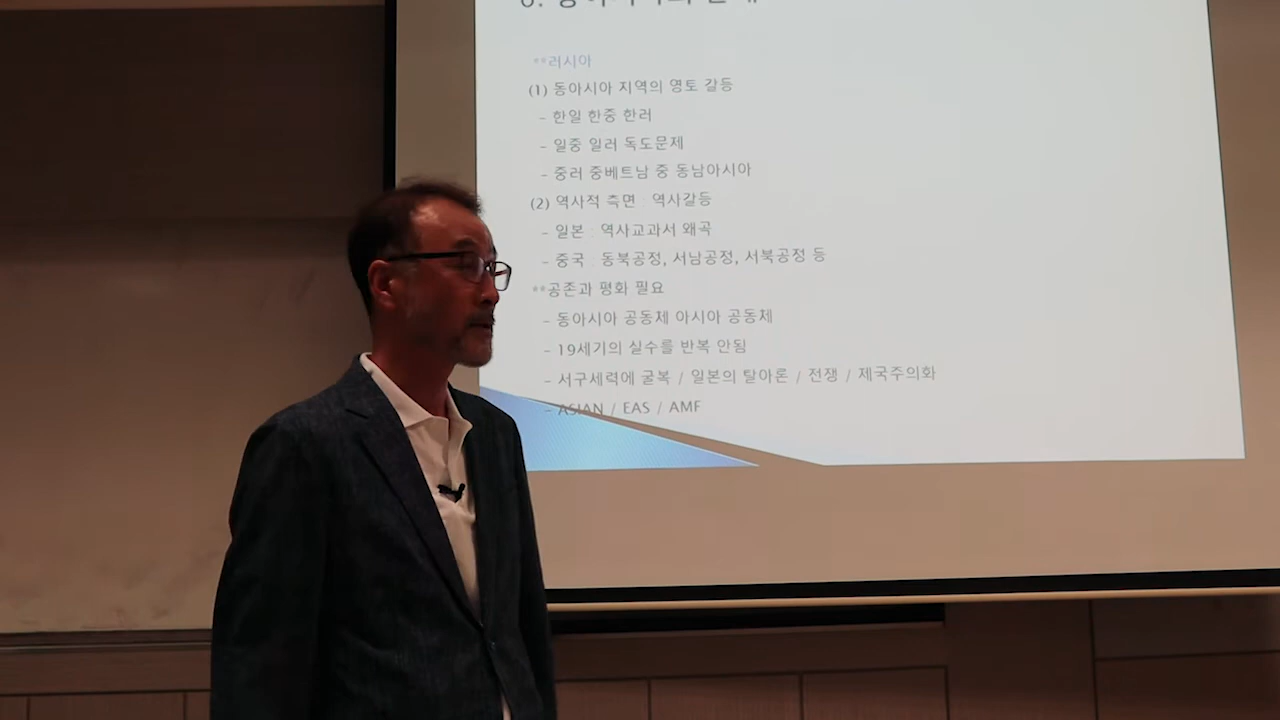 **러시아
(1) 동아시아 지역의 영토 갈등
- 한일 한중 한러
- 일중 일러 독도문제
- 중러 중베트남 중 동남아시아
(2) 역사적 측면 : 역사갈등
- 일본 : 역사교과서 왜곡
- 중국 : 동북공정, 서남공정, 서북공정 등
**공존과 평화 필요
- 동아시아 공동체 아시아 공동체
- 19세기의 실수를 반복 안됨
- 서구세력에 굴복 / 일본의 탈아론 / 전쟁 / 제국주의화
- ASIAN / EAS / AMF